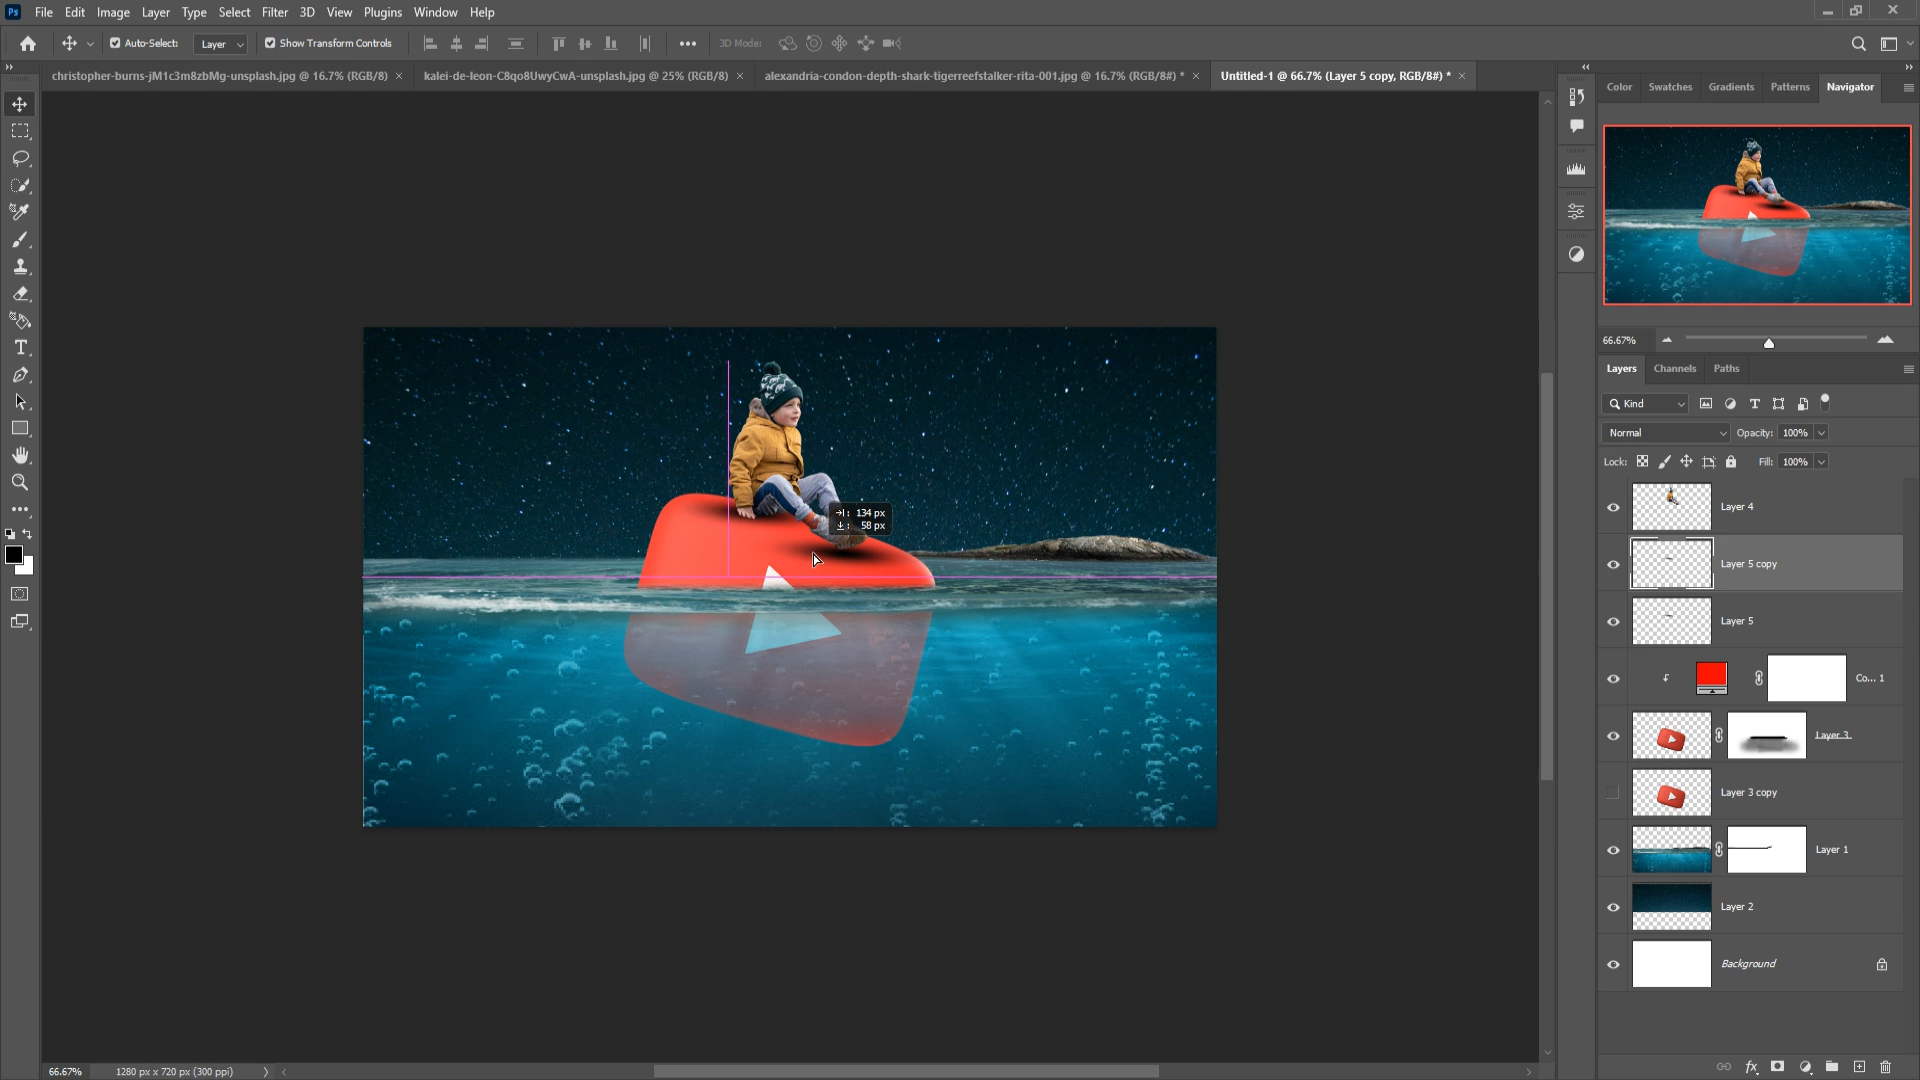 Ps File Edit Image Layer Type Select Filter 3D View Plugins Window Help
Auto-Select: Layer Show Transform Controls 3D Mode:
christopher-burns-jM1c3m8zbMg-unsplash.jpg @ 16.7% (RGB/8) kalei-de-leon-C8qo8UwyCwA-unsplash.jpg @ 25% (RGB/8) alexandria-condon-depth-shark-tigerreefstalker-rita-001.jpg @ 16.7% (RGB/8#) * Untitled-1 @ 66.7% (Layer 5 copy, RGB/8#) *
Color Swatches Gradients Patterns Navigator
66.67%
Layers Channels Paths
Kind
Normal Opacity: 100%
Lock: Fill: 100%
Layer 4
134 px
58 px
Layer 5 copy
Layer 5
Co... 1
Layer 3
Layer 3 copy
Layer 1
Layer 2
Background
66.67% 1280 px x 720 px (300 ppi)